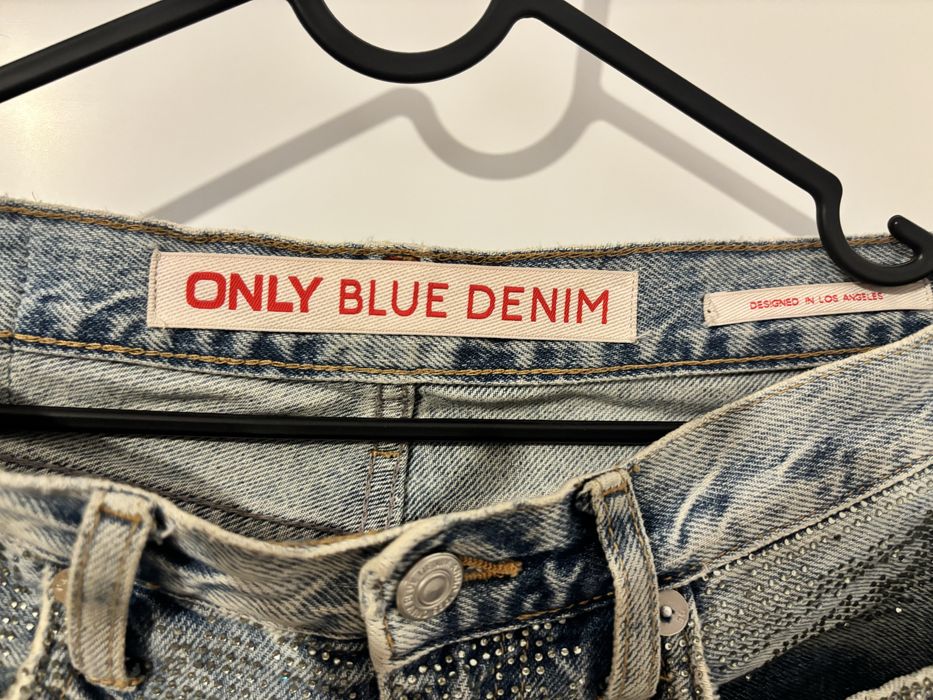 ONLY BLUE DENIM
DESIGNED IN LOS ANGELES